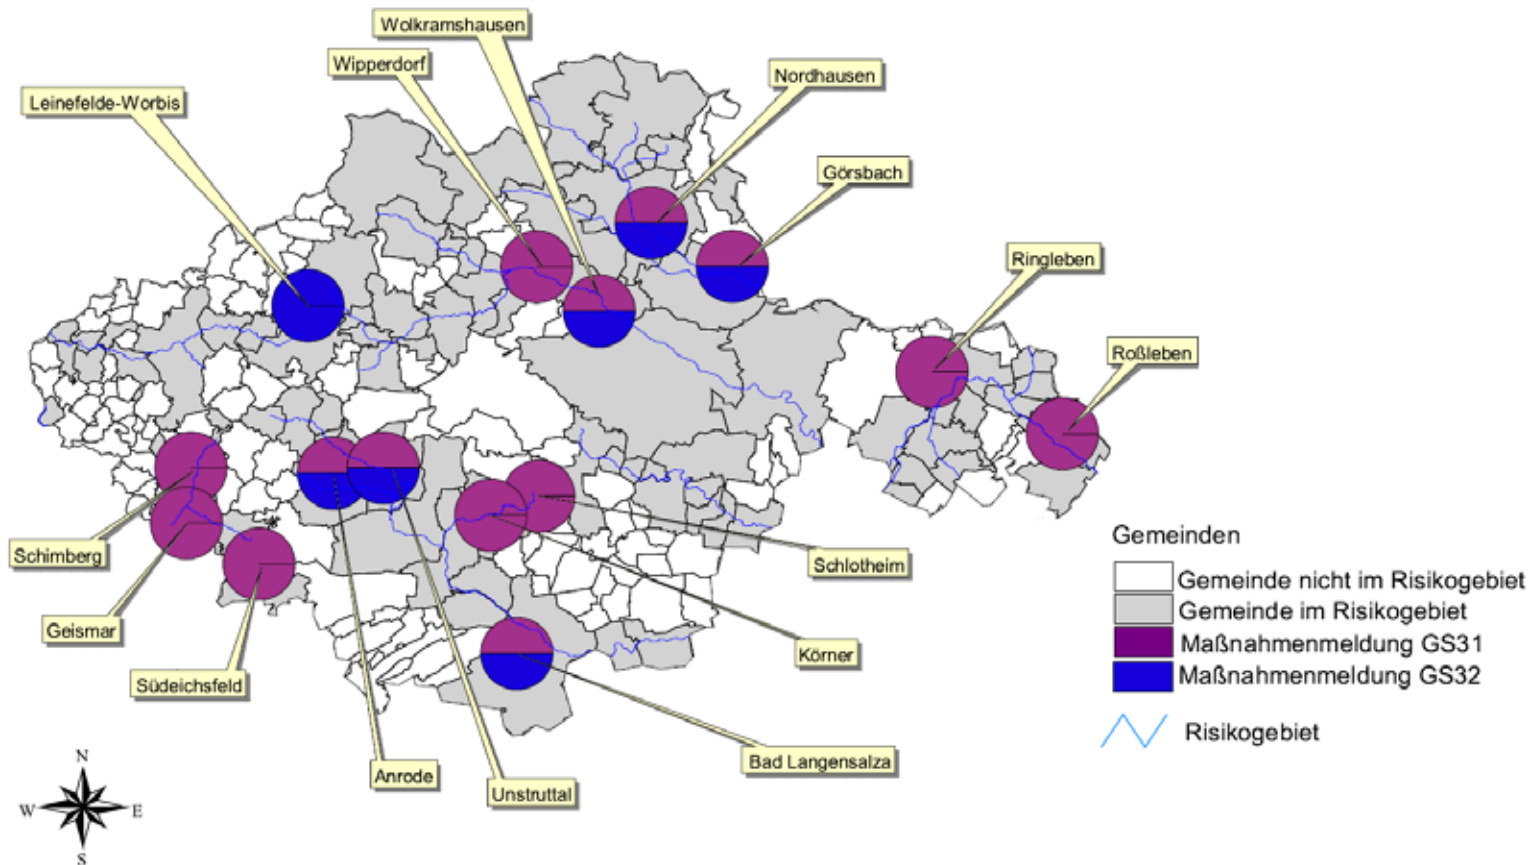 Wolkramshausen
Wipperdorf
Nordhausen
Leinefelde-Worbis
Görsbach
Ringleben
Roßleben
Schimberg
Schlotheim
Geismar
Körner
Südeichsfeld
Bad Langensalza
Anrode
Unstruttal
Gemeinden
Gemeinde nicht im Risikogebiet
Gemeinde im Risikogebiet
Maßnahmenmeldung GS31
Maßnahmenmeldung GS32
Risikogebiet
N
W E
S